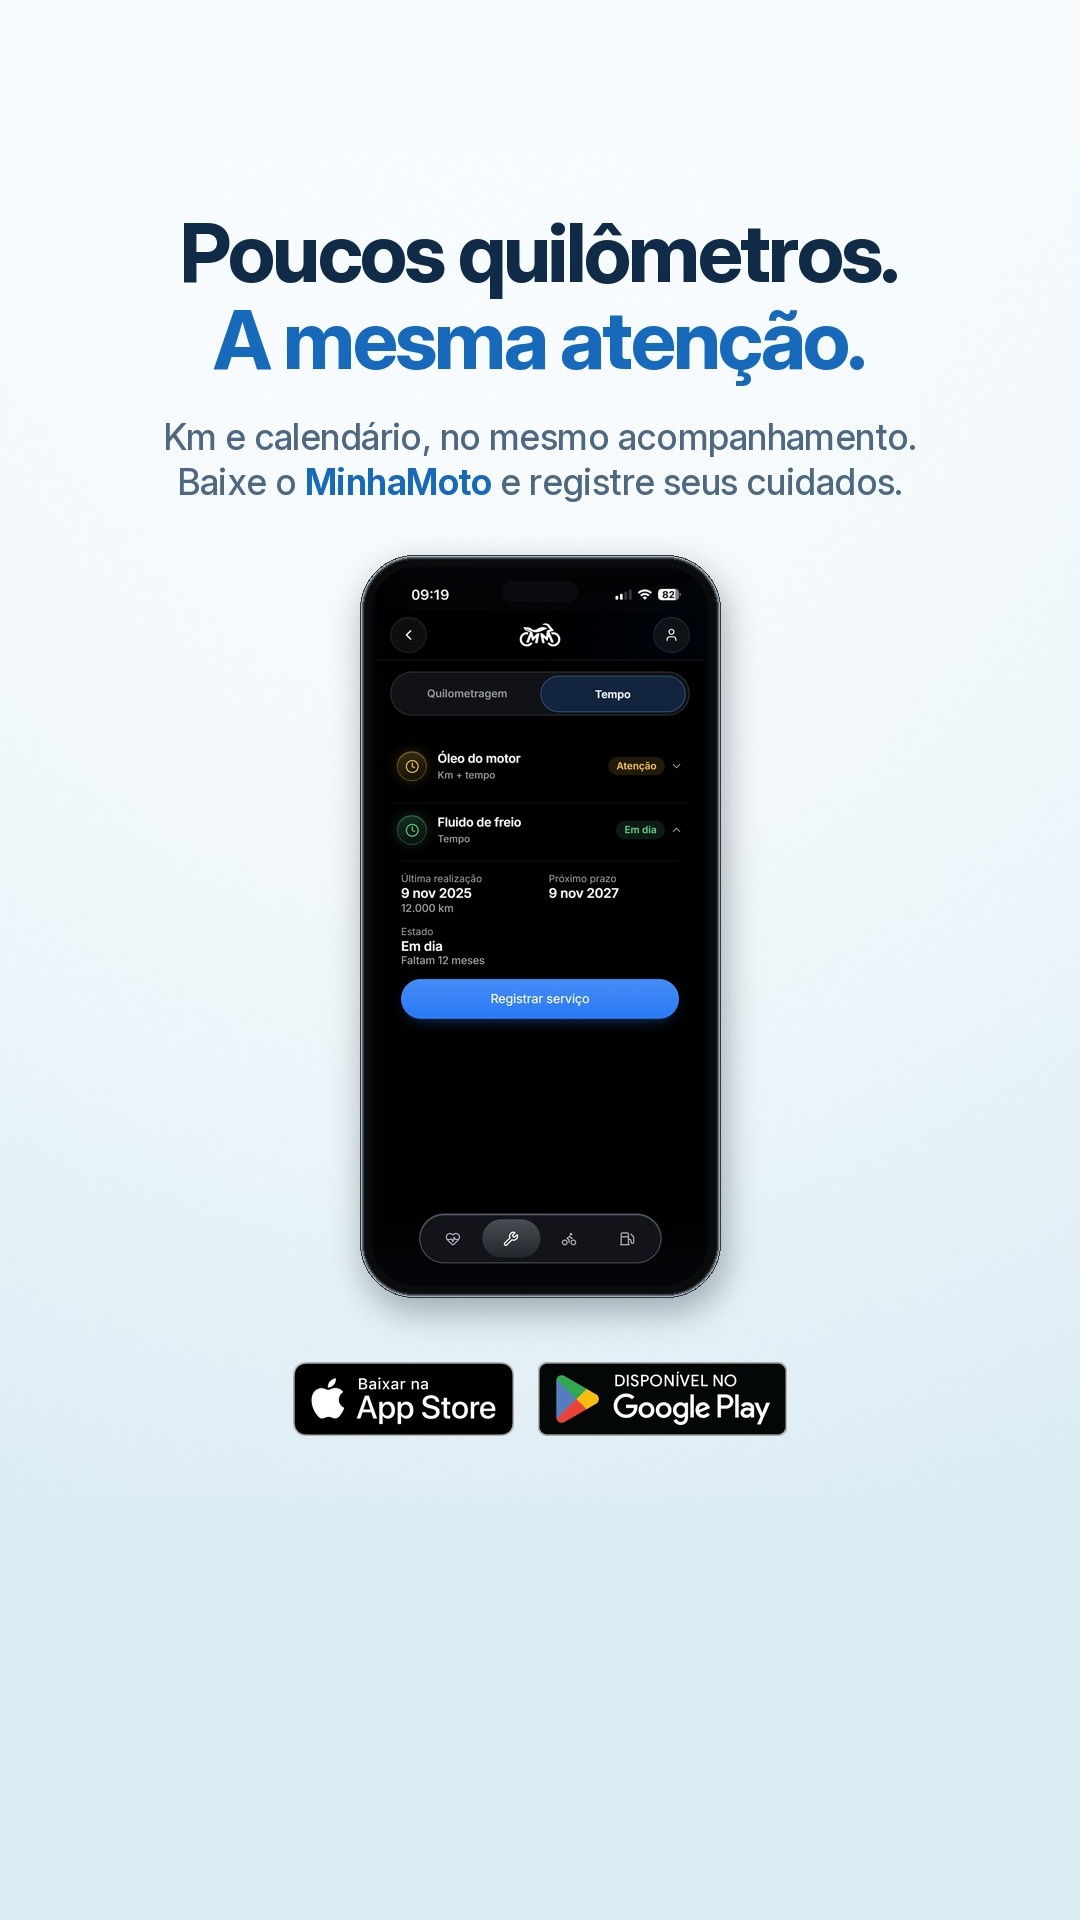 Poucos quilômetros.
A mesma atenção.
Km e calendário, no mesmo acompanhamento.
Baixe o MinhaMoto e registre seus cuidados.
09:19
82
MM
Quilometragem
Tempo
Óleo do motor
Km + tempo
Atenção
Fluido de freio
Tempo
Em dia
Última realização
Próximo prazo
9 nov 2025
9 nov 2027
12.000 km
Estado
Em dia
Faltam 12 meses
Registrar serviço
Baixar na
App Store
DISPONÍVEL NO
Google Play